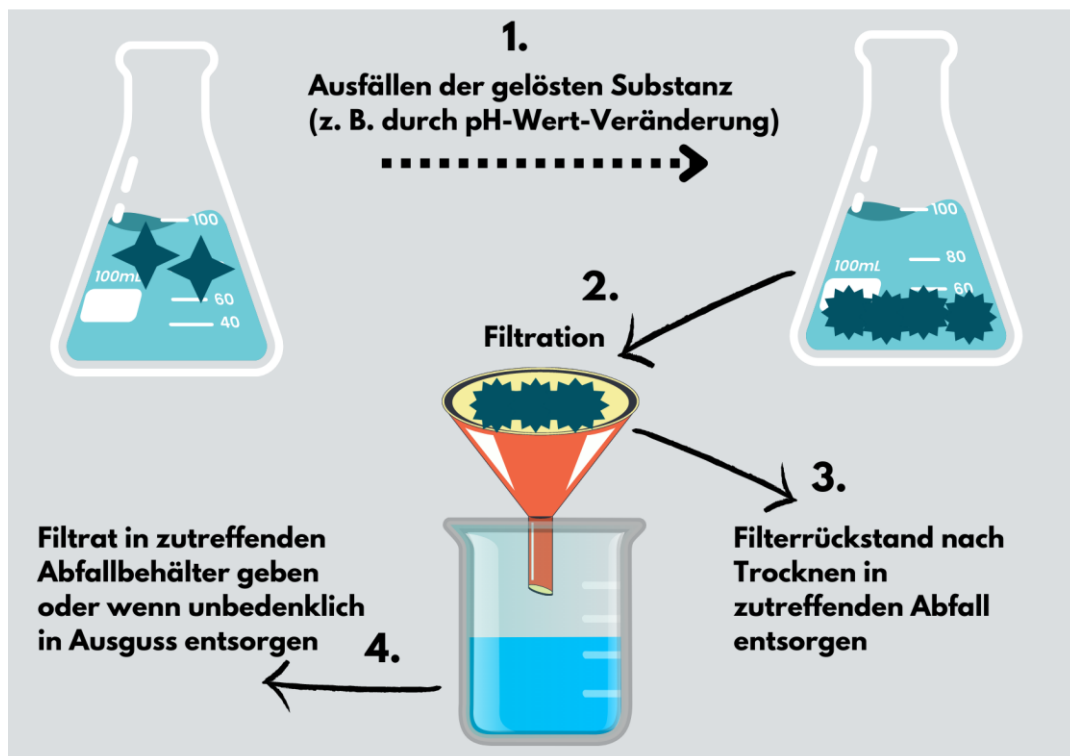 1.
Ausfällen der gelösten Substanz
(z. B. durch pH-Wert-Veränderung)
100
100mL
60
40
100
80
100mL
60
2.
Filtration
3.
Filterrückstand nach
Trocknen in
zutreffenden Abfall
entsorgen
Filtrat in zutreffenden
Abfallbehälter geben
oder wenn unbedenklich
in Ausguss entsorgen
4.